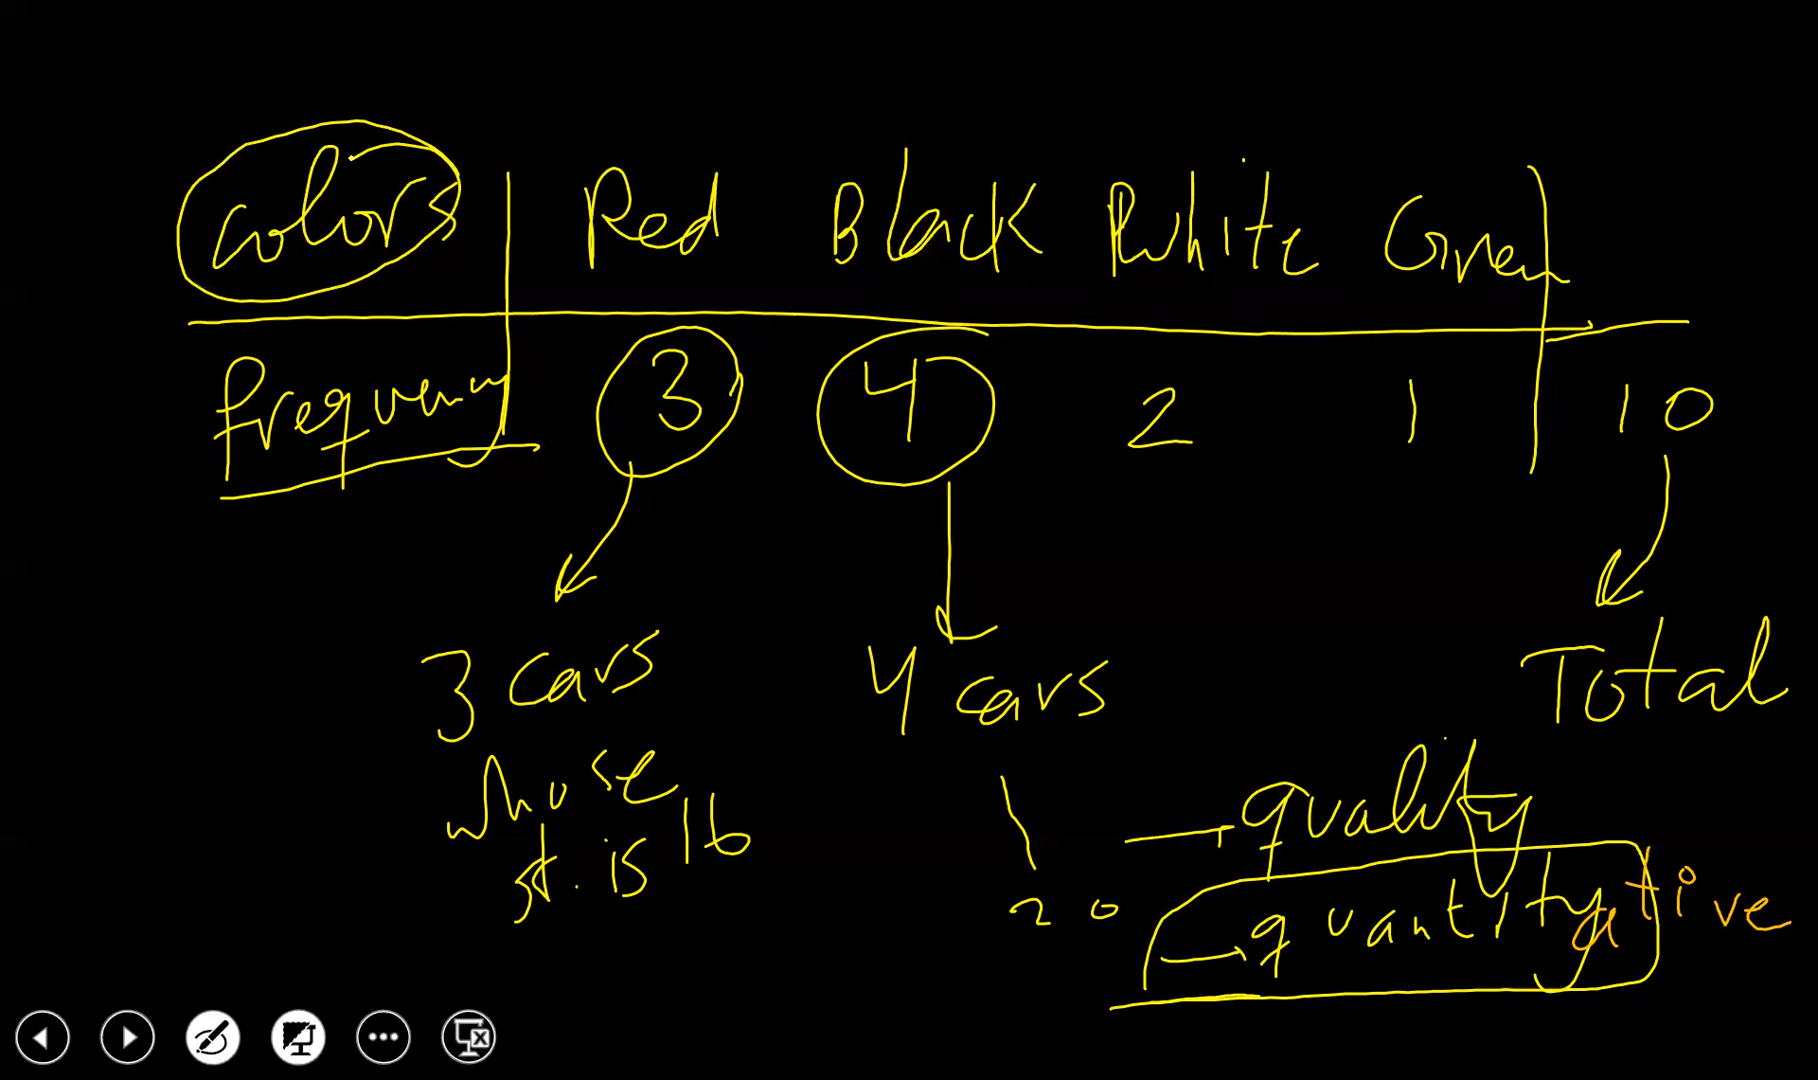 colors Red Black White Green
frequency 3 4 2 1 10
3 cars 4 cars Total
whose
st. is 16
20
quality
quantity ative